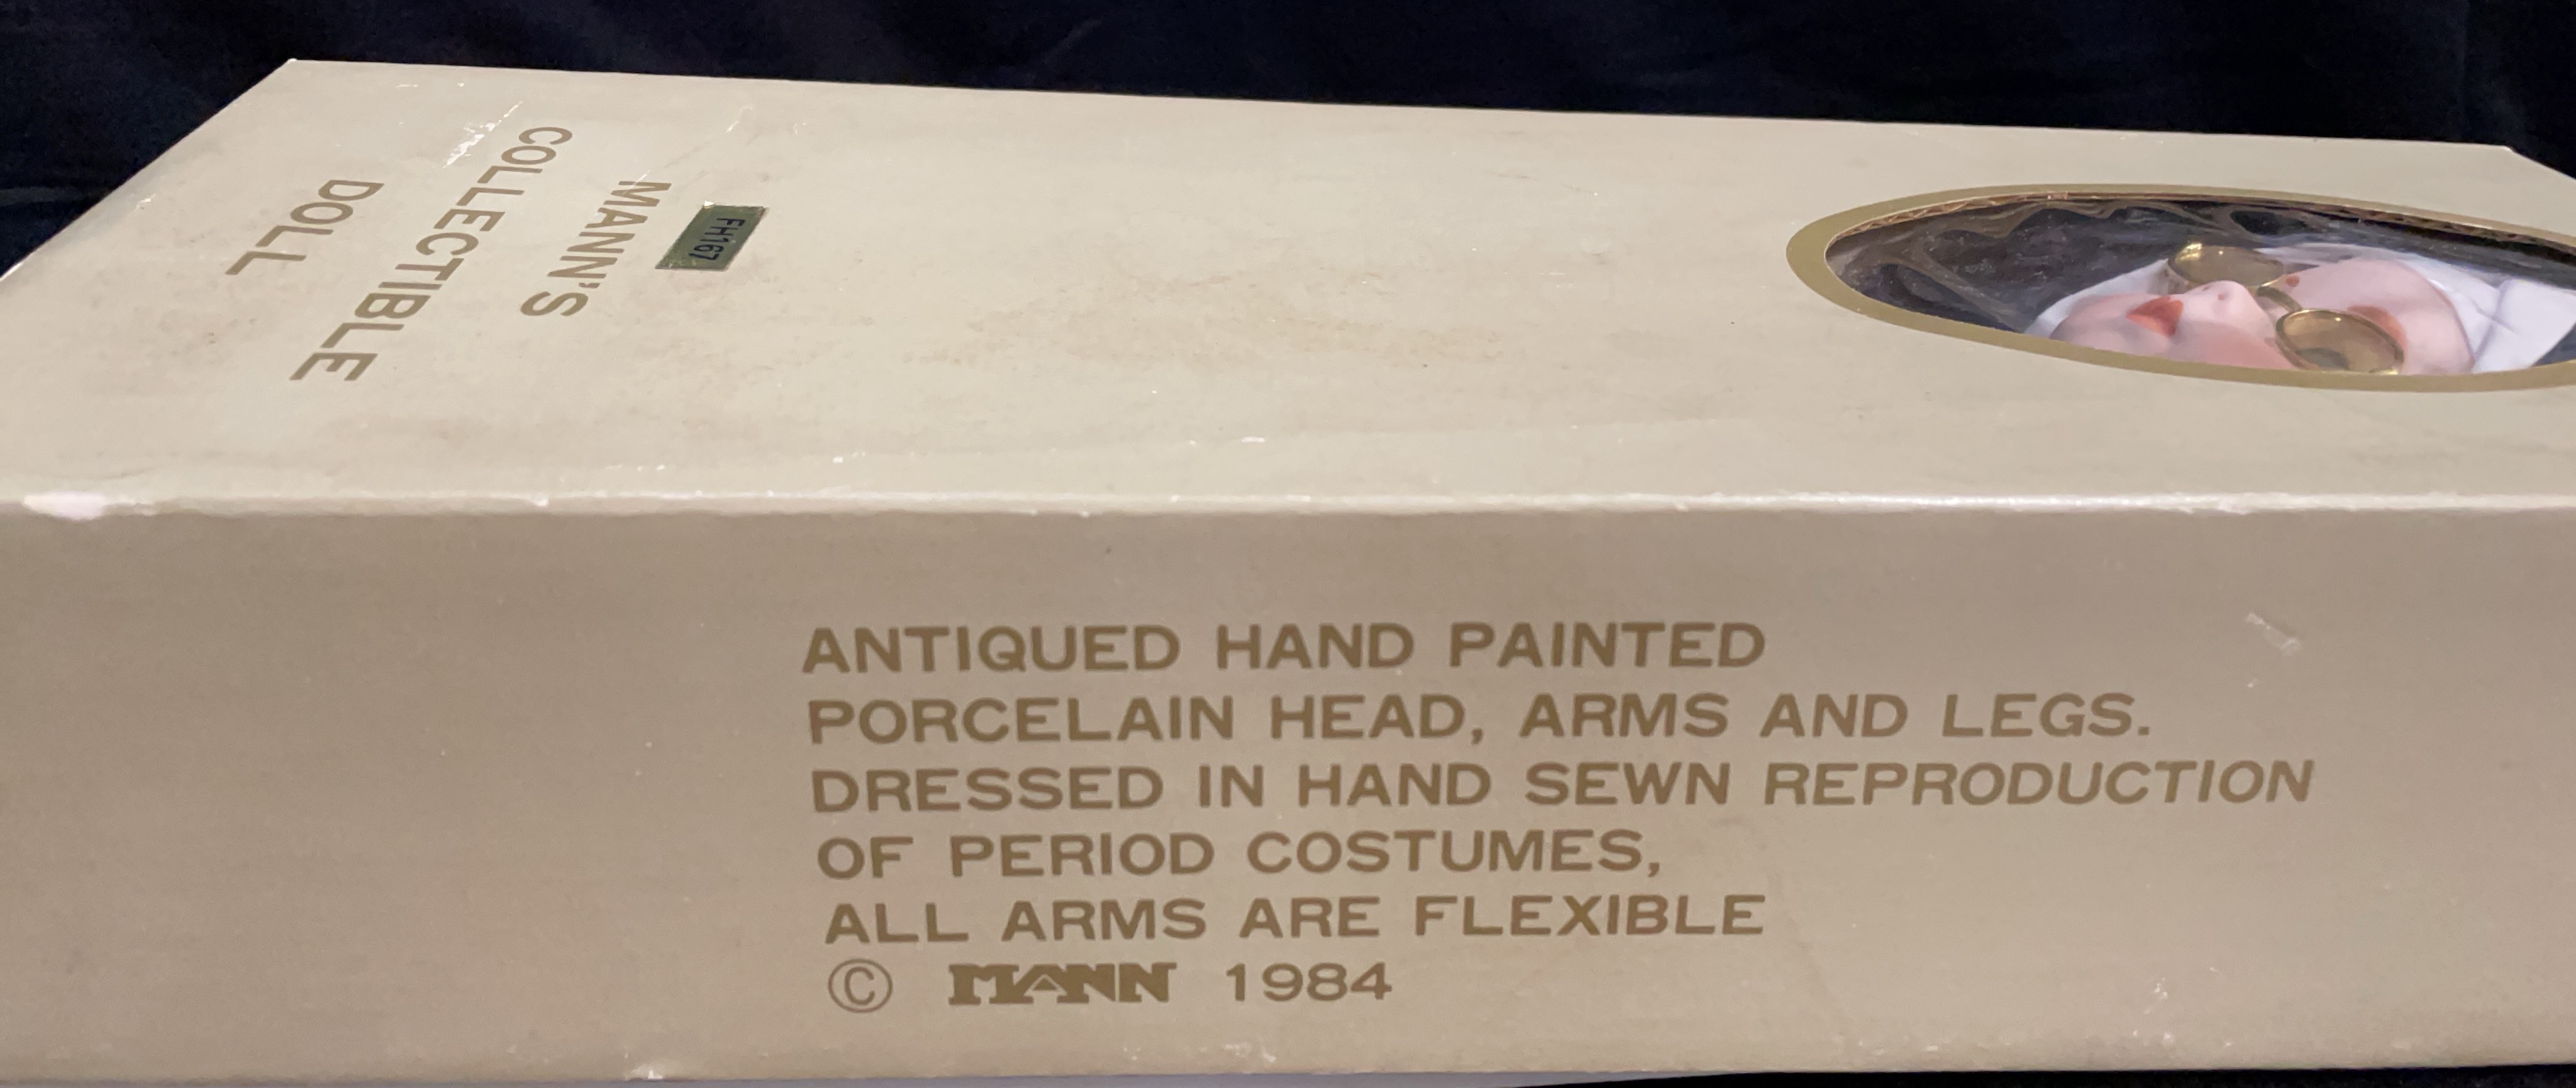 FH167
MANN'S
COLLECTIBLE
DOLL
ANTIQUED HAND PAINTED
PORCELAIN HEAD, ARMS AND LEGS.
DRESSED IN HAND SEWN REPRODUCTION
OF PERIOD COSTUMES,
ALL ARMS ARE FLEXIBLE
© MANN 1984